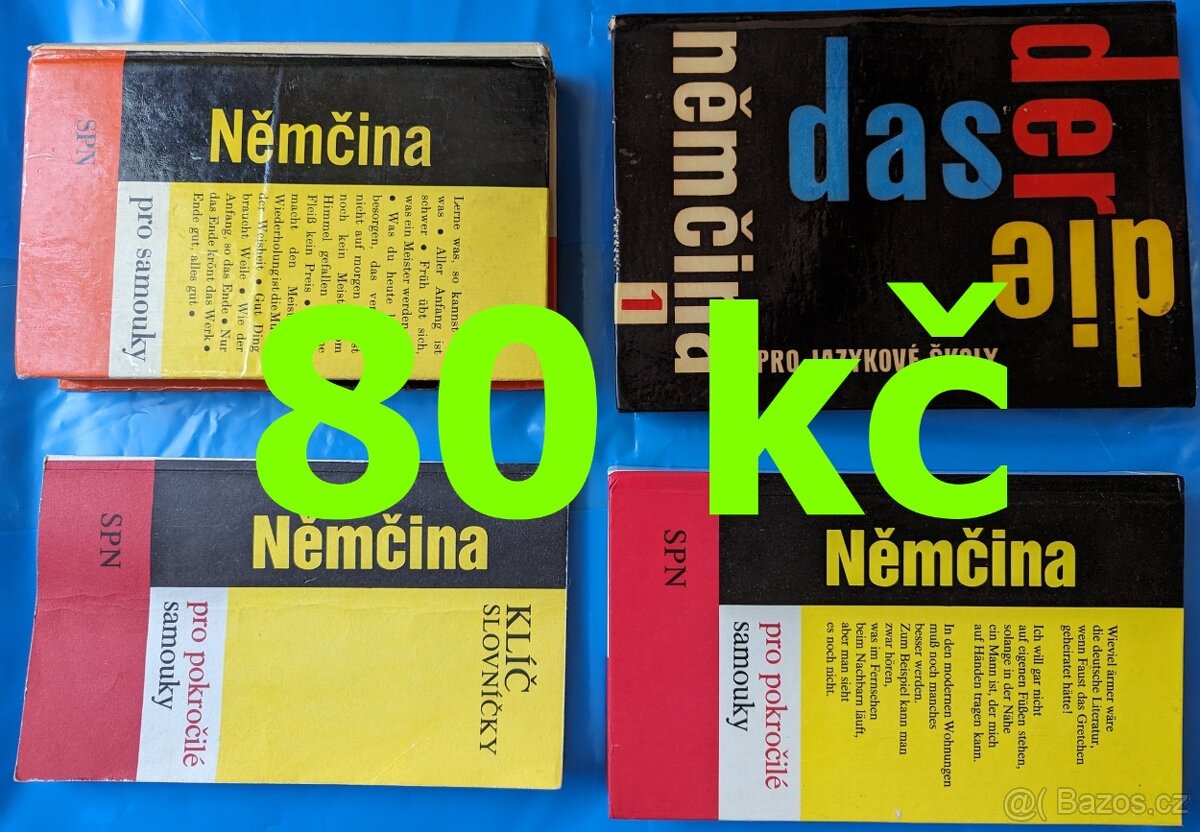 SPN
Němčina
pro samouky
Lerne was, so kannst
was • Aller Anfang ist
schwer • Früh übt sich,
was ein Meister werden
• Was du heute
besorgen, das ver
nicht auf morgen
noch kein Meist
Himmel gefallen
Fleiß kein Preis •
macht den Meis
Wiederholung ist die Mu
der Weisheit • Gut Ding
braucht Weile • Wie der
Anfang, so das Ende • Nur
das Ende krönt das Werk •
Ende gut, alles gut •
němčina
1
das
der
die
PRO JAZYKOVÉ ŠKOLY
80 kč
SPN
Němčina
pro pokročilé
samouky
KLÍČ
SLOVNÍČKY
SPN
Němčina
pro pokročilé
samouky
Wieviel ärmer wäre
die deutsche Literatur,
wenn Faust das Gretchen
geheiratet hätte!
Ich will gar nicht
auf eigenen Füßen stehen,
solange in der Nähe
ein Mann ist, der mich
auf Händen tragen kann.
In den modernen Wohnungen
muß noch manches
besser werden.
Zum Beispiel kann man
zwar hören,
was im Fernsehen
beim Nachbarn läuft,
aber man sieht
es noch nicht.
@( Bazos.cz